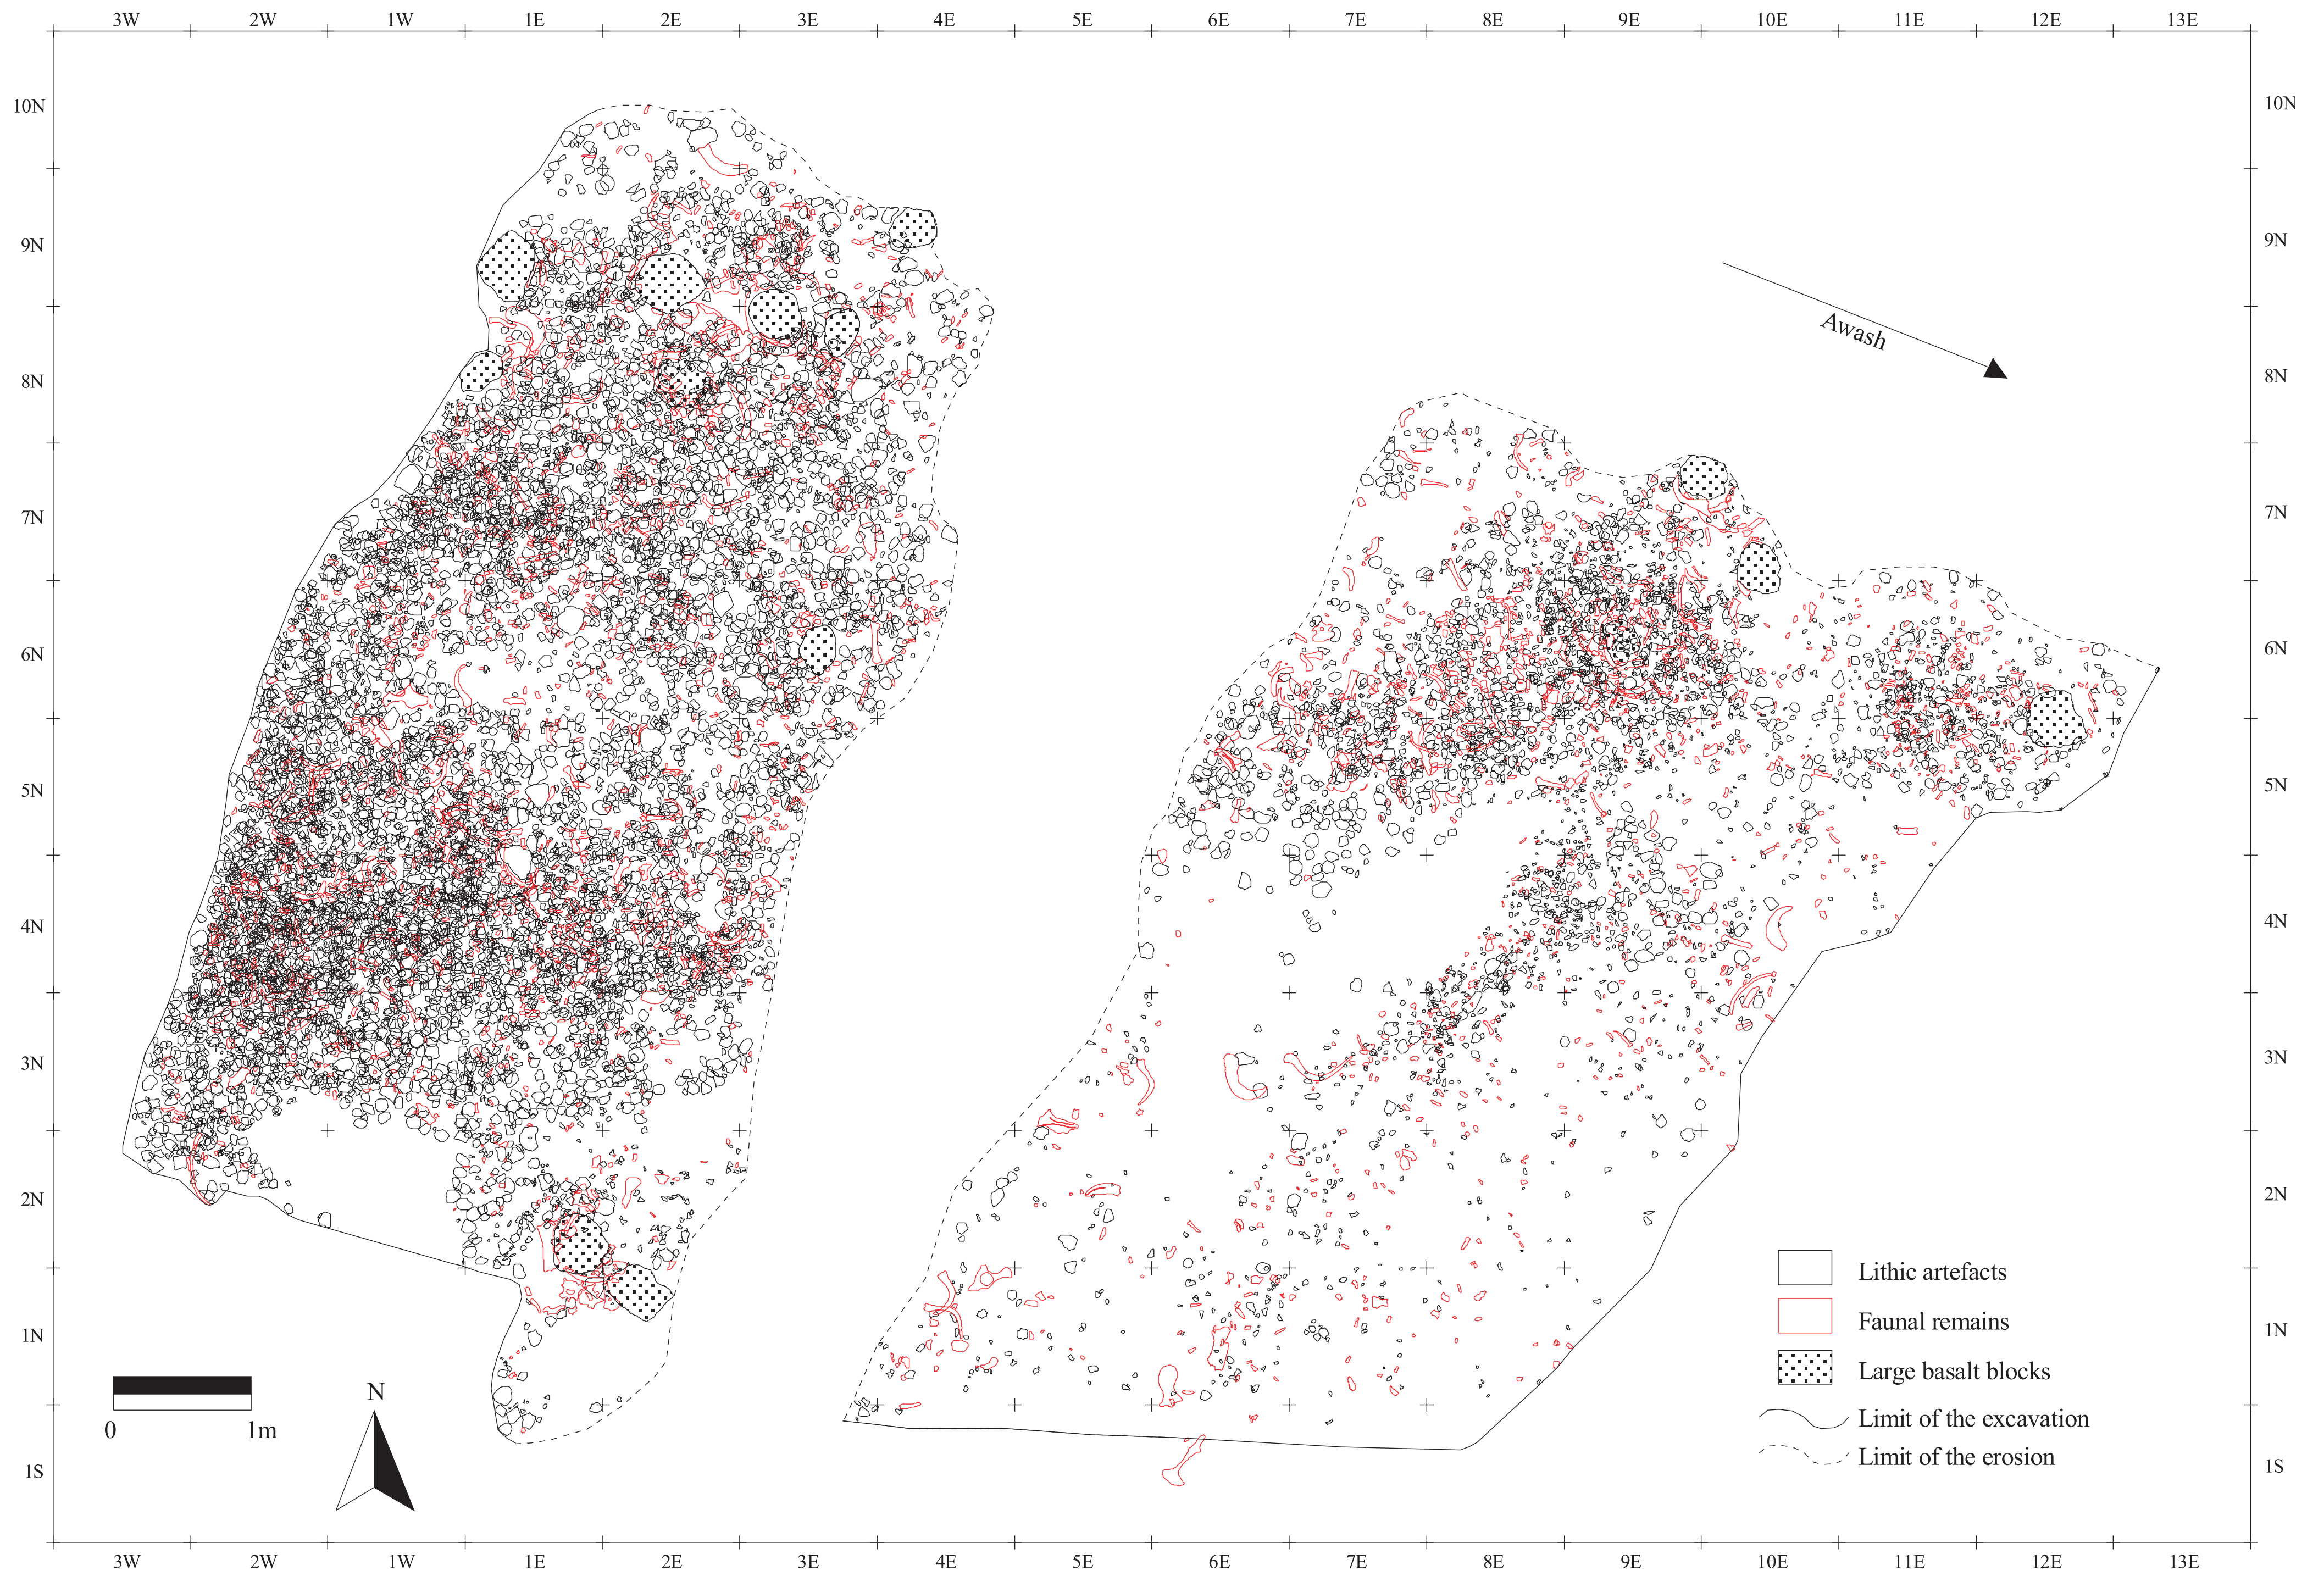 3W 2W 1W 1E 2E 3E 4E 5E 6E 7E 8E 9E 10E 11E 12E 13E
10N 10N
9N 9N
Awash
8N 8N
7N 7N
6N 6N
5N 5N
4N 4N
3N 3N
2N 2N
Lithic artefacts
Faunal remains
1N 1N
Large basalt blocks
N
0 1m
Limit of the excavation
Limit of the erosion
1S 1S
3W 2W 1W 1E 2E 3E 4E 5E 6E 7E 8E 9E 10E 11E 12E 13E